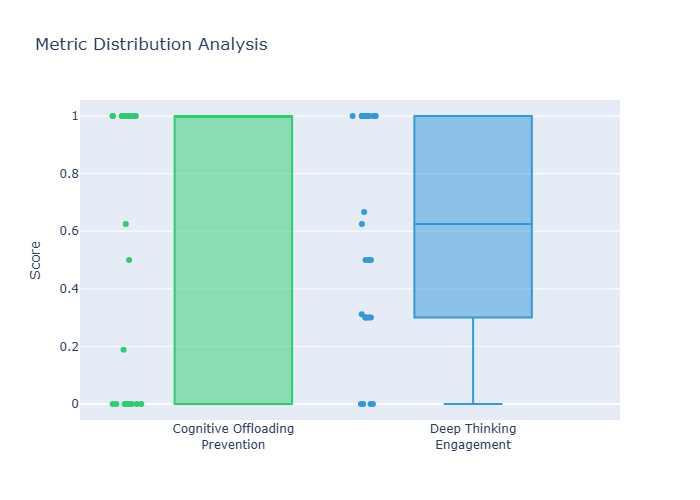 Metric Distribution Analysis
1
0.8
0.6
0.4
0.2
0
Score
Cognitive Offloading
Prevention
Deep Thinking
Engagement